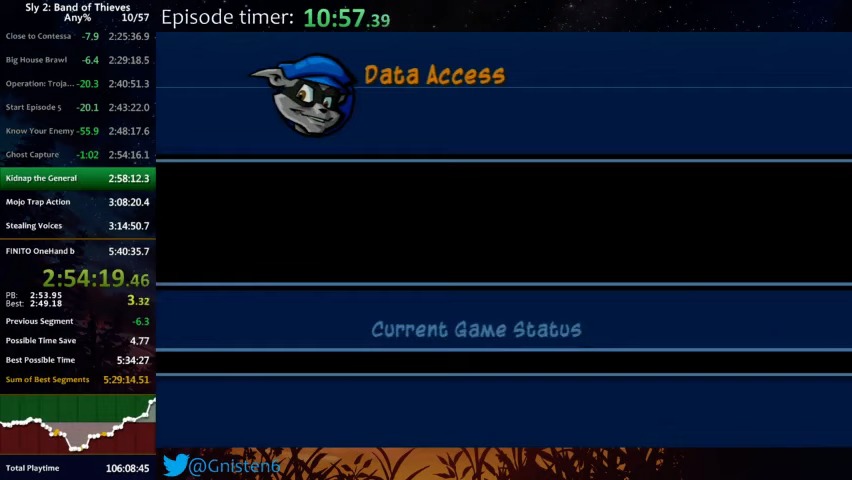 Sly 2: Band of Thieves
Any% 10/57
Close to Contessa -7.9 2:25:36.9
Big House Brawl -6.4 2:29:18.5
Operation: Troja... -20.3 2:40:51.3
Start Episode 5 -20.1 2:43:22.0
Know Your Enemy -55.9 2:48:17.6
Ghost Capture -1:02 2:54:16.1
Kidnap the General 2:58:12.3
Mojo Trap Action 3:08:20.4
Stealing Voices 3:14:50.7
FINITO OneHand b 5:40:35.7
2:54:19.46
PB: 2:53.95 3.32
Best: 2:49.18
Previous Segment -6.3
Possible Time Save 4.77
Best Possible Time 5:34:27
Sum of Best Segments 5:29:14.51
Total Playtime 106:08:45
Episode timer: 10:57.39
Data Access
Current Game Status
@Gnisten6